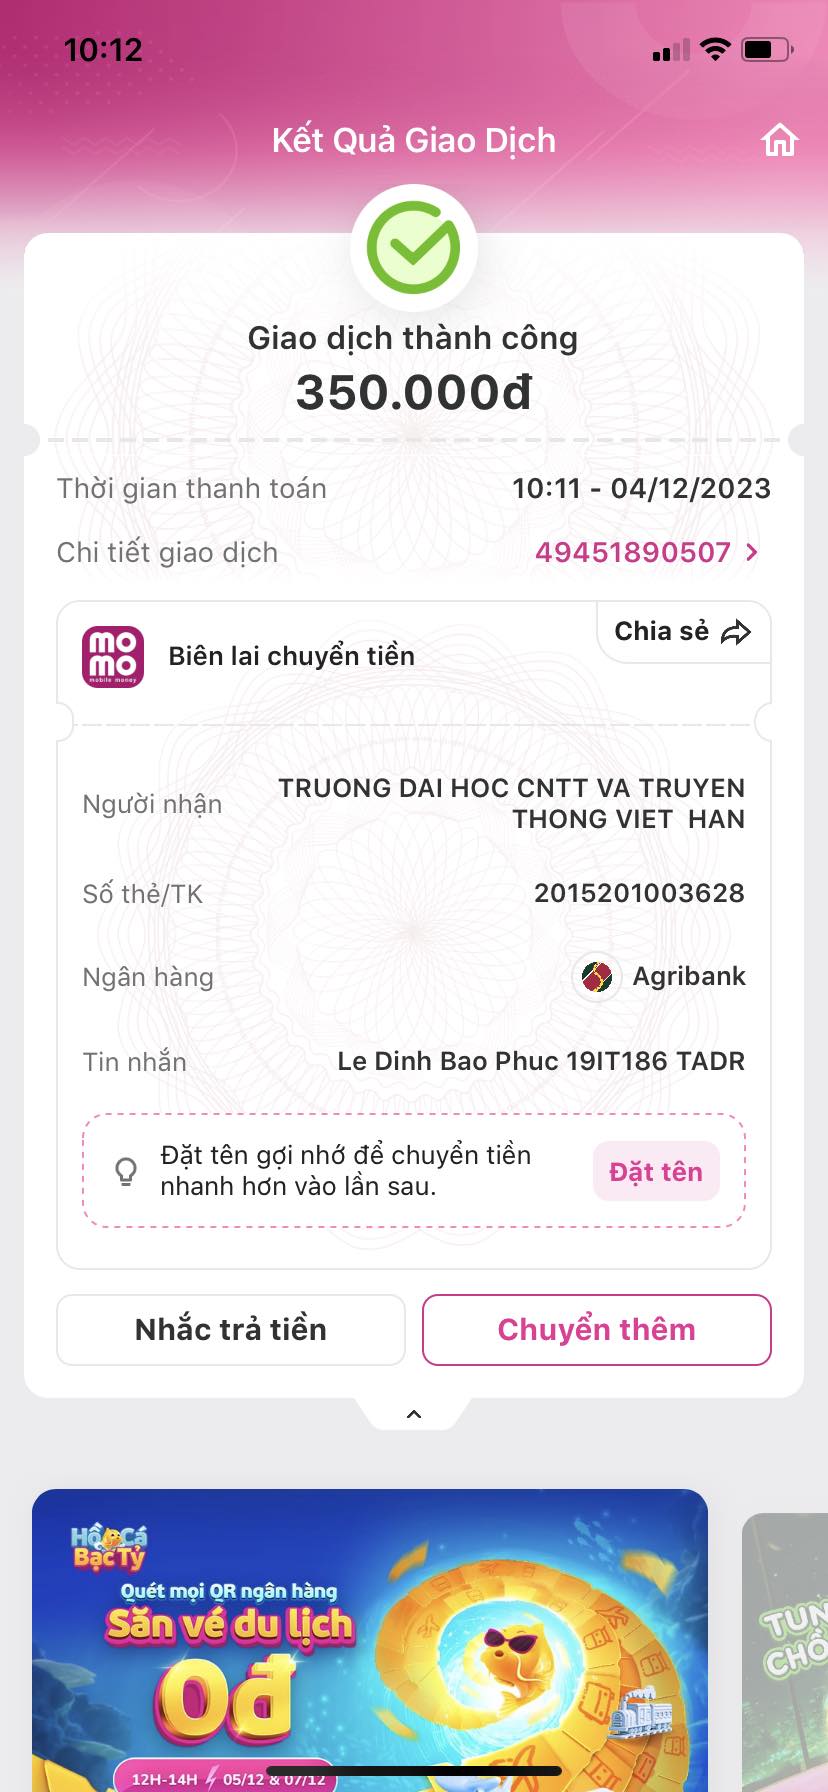 10:12
Kết Quả Giao Dịch
Giao dịch thành công
350.000đ
Thời gian thanh toán 10:11 - 04/12/2023
Chi tiết giao dịch 49451890507
Chia sẻ
mo
mo
mobile money
Biên lai chuyển tiền
Người nhận TRUONG DAI HOC CNTT VA TRUYEN
THONG VIET HAN
Số thẻ/TK 2015201003628
Ngân hàng Agribank
Tin nhắn Le Dinh Bao Phuc 19IT186 TADR
Đặt tên gợi nhớ để chuyển tiền
nhanh hơn vào lần sau.
Đặt tên
Nhắc trả tiền Chuyển thêm
Hồ Cá
Bạc Tỷ
Quét mọi QR ngân hàng
Săn vé du lịch
0đ
12H-14H 05/12 & 07/12